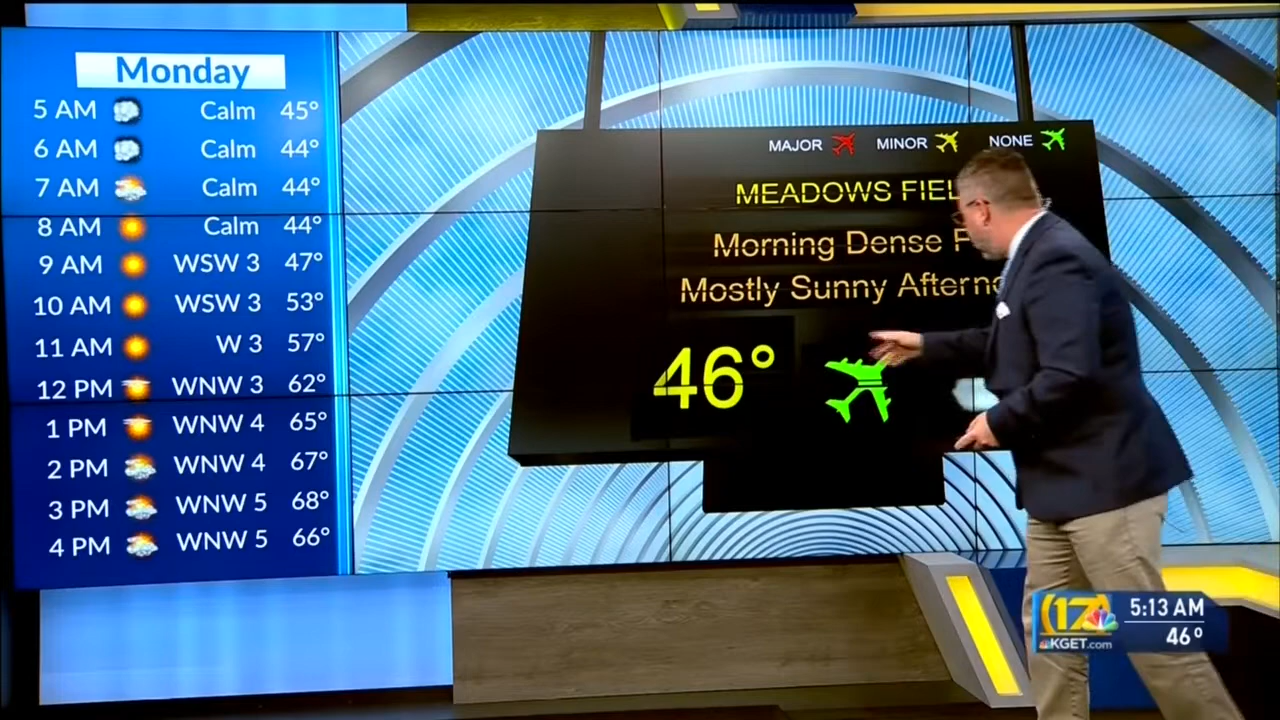 Monday
5 AM Calm 45°
6 AM Calm 44°
7 AM Calm 44°
8 AM Calm 44°
9 AM WSW 3 47°
10 AM WSW 3 53°
11 AM W 3 57°
12 PM WNW 3 62°
1 PM WNW 4 65°
2 PM WNW 4 67°
3 PM WNW 5 68°
4 PM WNW 5 66°
MAJOR MINOR NONE
MEADOWS FIEL
Morning Dense F
Mostly Sunny Afterno
46°
17
KGET.com
5:13 AM
46°